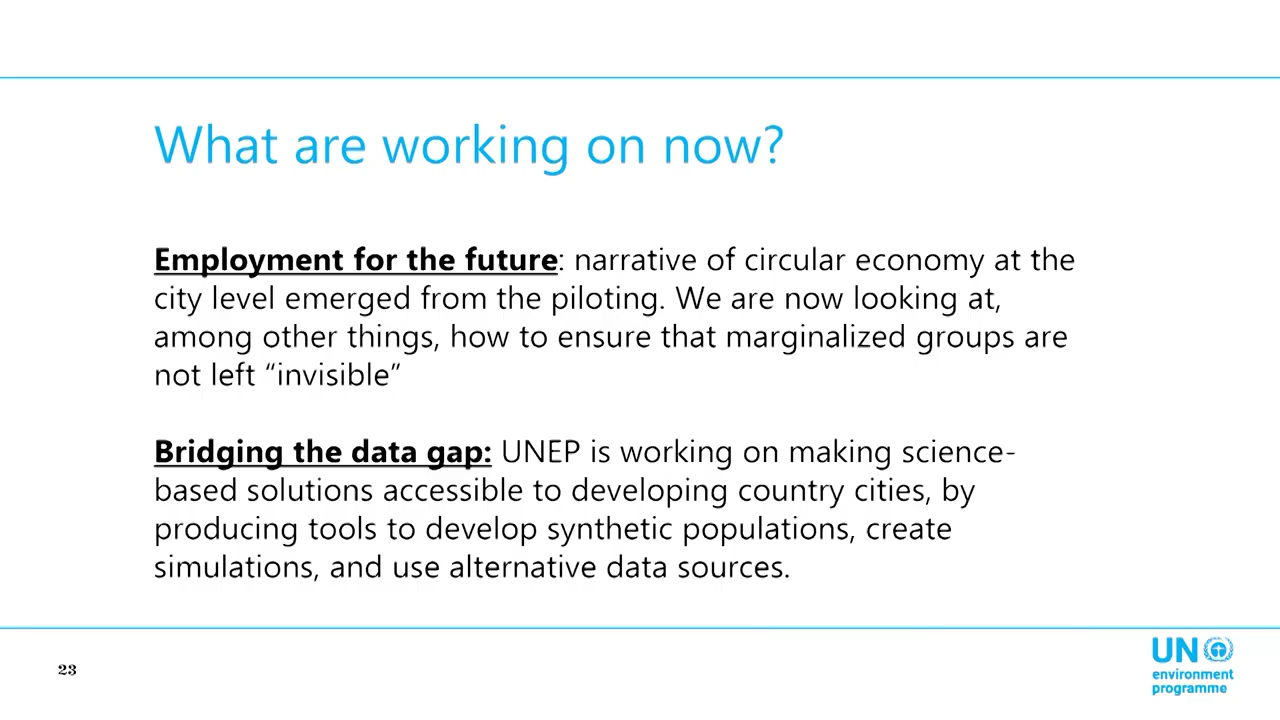 What are working on now?
Employment for the future: narrative of circular economy at the
city level emerged from the piloting. We are now looking at,
among other things, how to ensure that marginalized groups are
not left “invisible”
Bridging the data gap: UNEP is working on making science-
based solutions accessible to developing country cities, by
producing tools to develop synthetic populations, create
simulations, and use alternative data sources.
23
UN
environment
programme